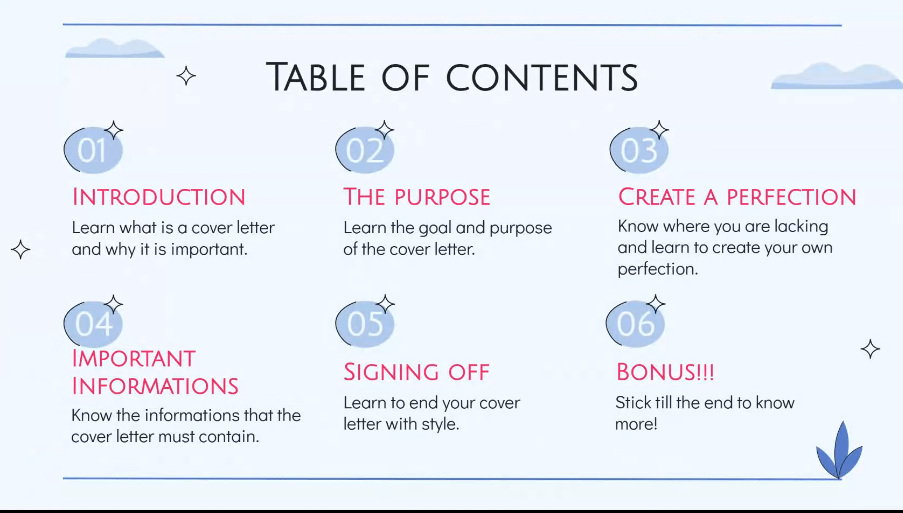 TABLE OF CONTENTS
01
INTRODUCTION
Learn what is a cover letter
and why it is important.
02
THE PURPOSE
Learn the goal and purpose
of the cover letter.
03
CREATE A PERFECTION
Know where you are lacking
and learn to create your own
perfection.
04
IMPORTANT
INFORMATIONS
Know the informations that the
cover letter must contain.
05
SIGNING OFF
Learn to end your cover
letter with style.
06
BONUS!!!
Stick till the end to know
more!